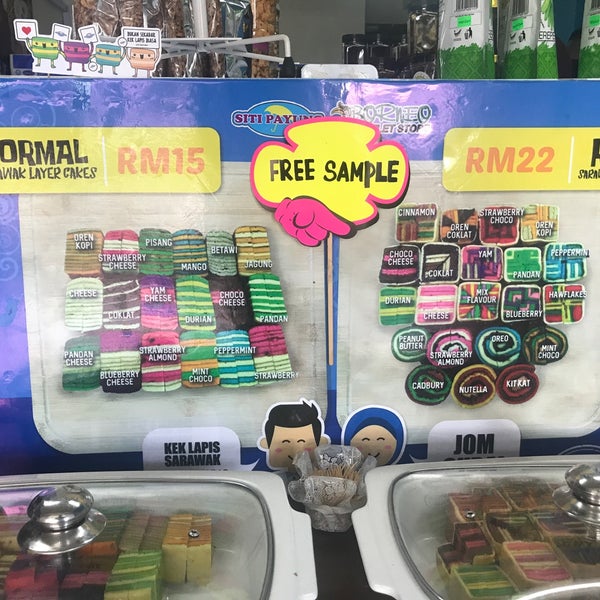 BUKAN SEKADAR
KEK LAPIS BIASA
SITI PAYUNG
BORNEO
ORMAL
AWAK LAYER CAKES
RM15
FREE SAMPLE
RM22
OREN
KOPI
STRAWBERRY
CHEESE
PISANG
MANGO
BETAWI
JAGUNG
CHEESE
COKLAT
YAM
CHEESE
DURIAN
CHOCO
CHEESE
PANDAN
PANDAN
CHEESE
BLUEBERRY
CHEESE
STRAWBERRY
ALMOND
MINT
CHOCO
PEPPERMINT
STRAWBERRY
CINNAMON
OREN
COKLAT
STRAWBERRY
CHOCO
OREN
KOPI
CHOCO
CHEESE
COKLAT
YAM
PANDAN
PEPPERMINT
DURIAN
CHEESE
MIX
FLAVOUR
BLUEBERRY
HAWFLAKES
PEANUT
BUTTER
STRAWBERRY
ALMOND
OREO
MINT
CHOCO
CADBURY
NUTELLA
KITKAT
KEK LAPIS
SARAWAK
JOM